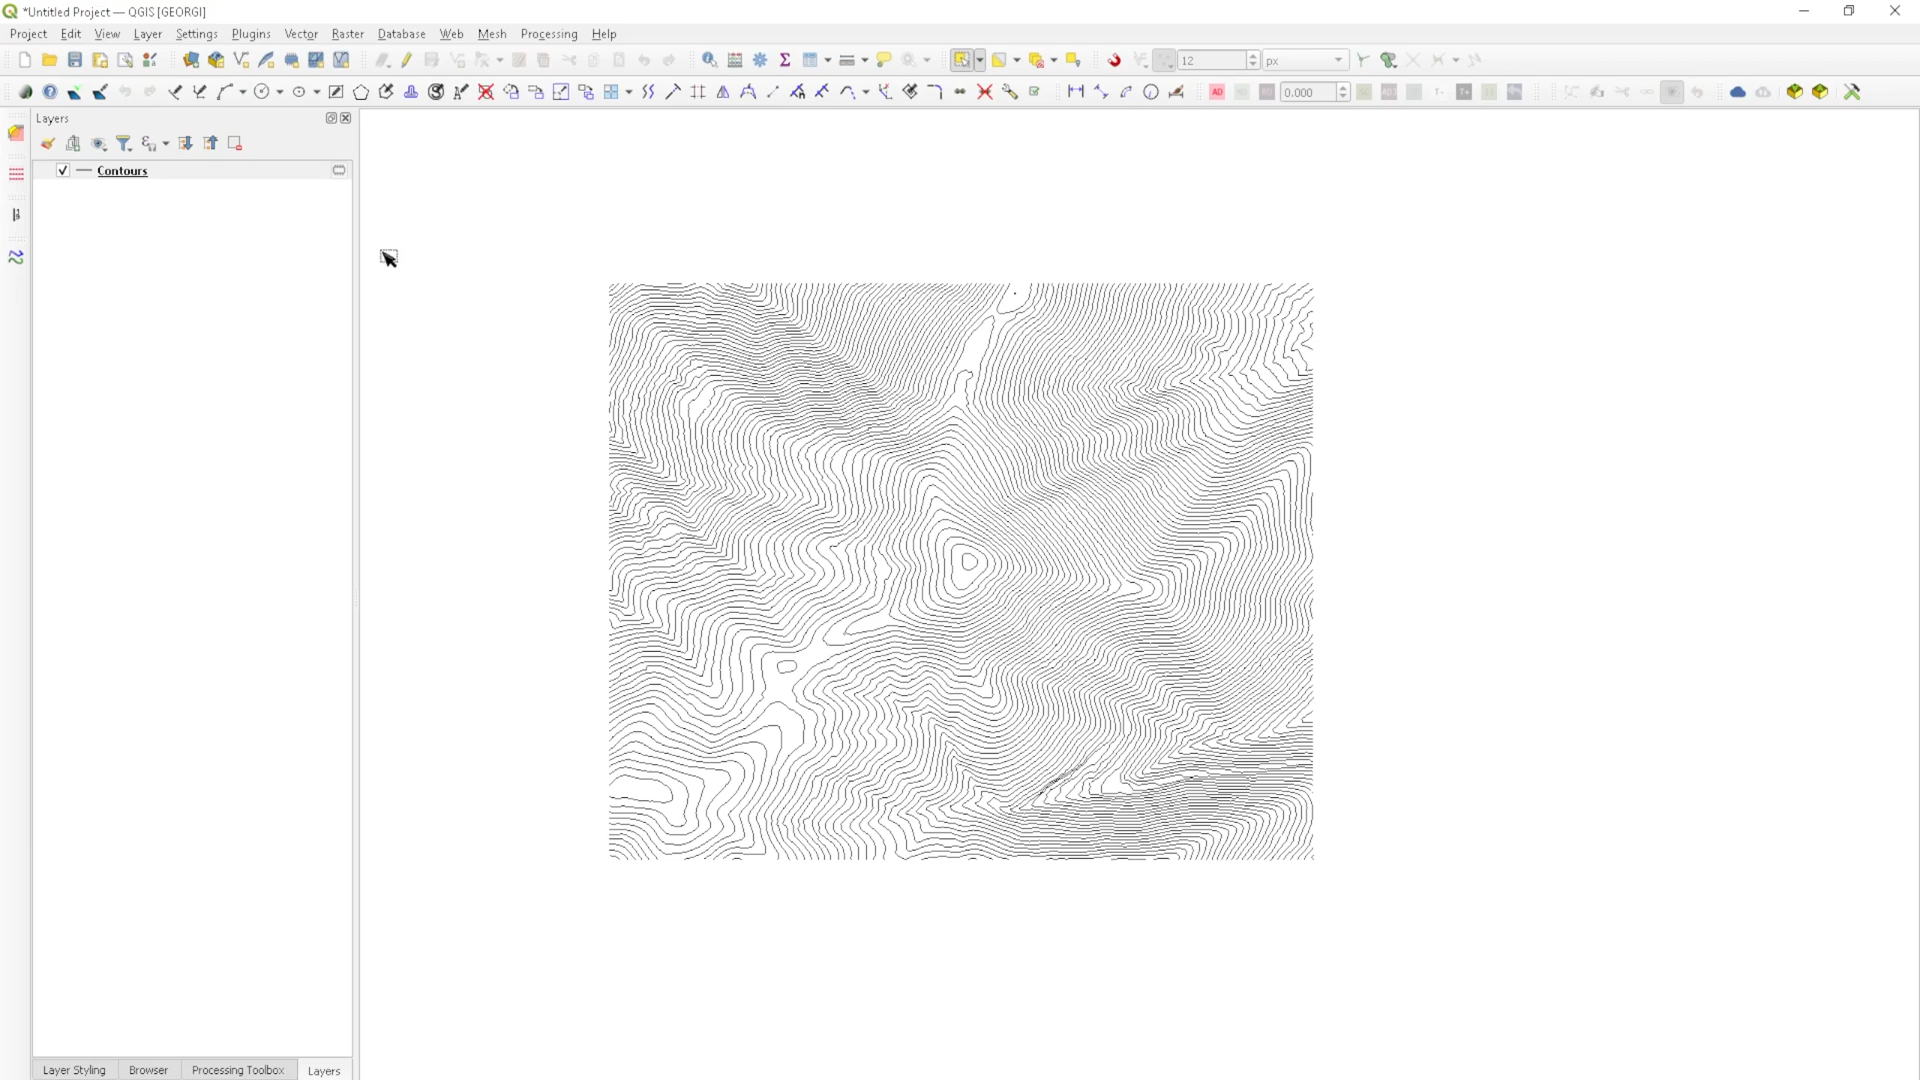 *Untitled Project — QGIS [GEORGI]
Project Edit View Layer Settings Plugins Vector Raster Database Web Mesh Processing Help
12 px
AD 0.000
Layers
Contours
Layer Styling Browser Processing Toolbox Layers